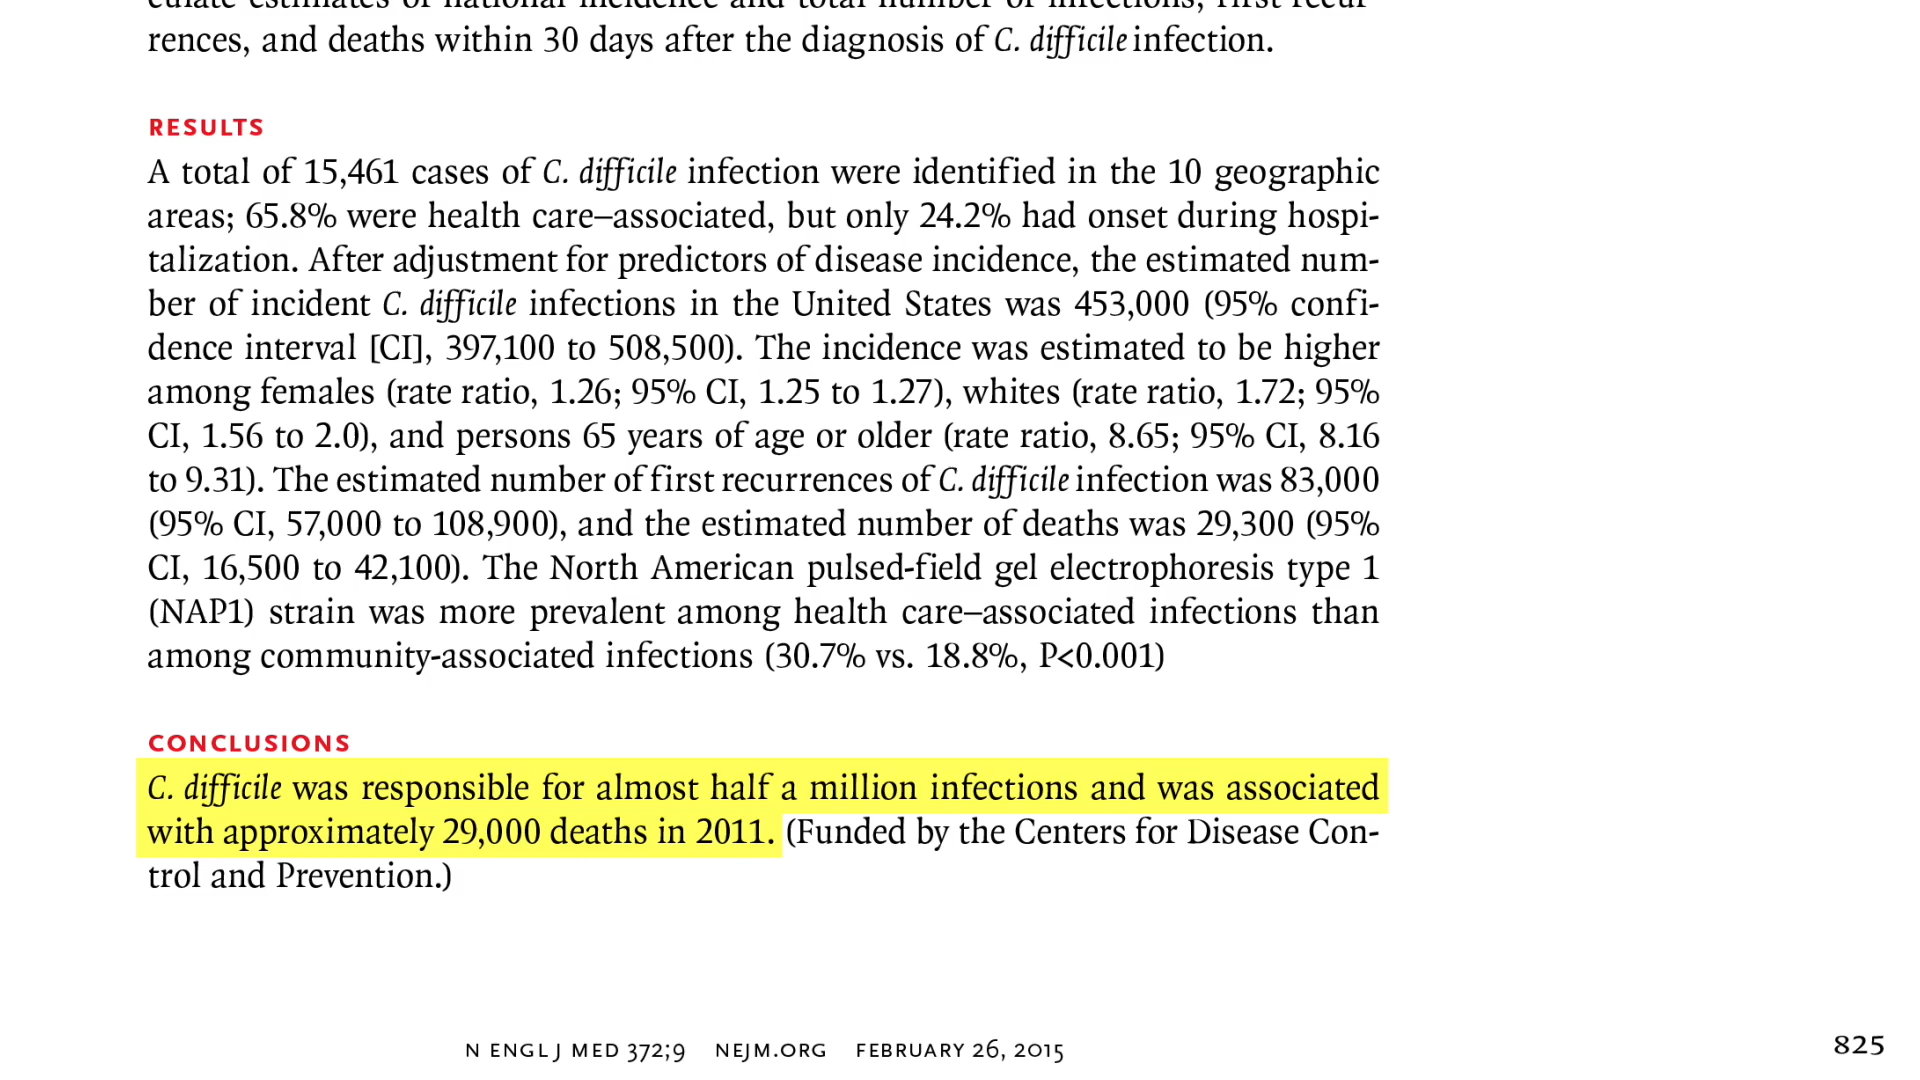 culate estimates of national incidence and total number of infections, first recur-
rences, and deaths within 30 days after the diagnosis of C. difficile infection.
RESULTS
A total of 15,461 cases of C. difficile infection were identified in the 10 geographic
areas; 65.8% were health care–associated, but only 24.2% had onset during hospi-
talization. After adjustment for predictors of disease incidence, the estimated num-
ber of incident C. difficile infections in the United States was 453,000 (95% confi-
dence interval [CI], 397,100 to 508,500). The incidence was estimated to be higher
among females (rate ratio, 1.26; 95% CI, 1.25 to 1.27), whites (rate ratio, 1.72; 95%
CI, 1.56 to 2.0), and persons 65 years of age or older (rate ratio, 8.65; 95% CI, 8.16
to 9.31). The estimated number of first recurrences of C. difficile infection was 83,000
(95% CI, 57,000 to 108,900), and the estimated number of deaths was 29,300 (95%
CI, 16,500 to 42,100). The North American pulsed-field gel electrophoresis type 1
(NAP1) strain was more prevalent among health care–associated infections than
among community-associated infections (30.7% vs. 18.8%, P<0.001)
CONCLUSIONS
C. difficile was responsible for almost half a million infections and was associated
with approximately 29,000 deaths in 2011. (Funded by the Centers for Disease Con-
trol and Prevention.)
N ENGL J MED 372;9 NEJM.ORG FEBRUARY 26, 2015
825